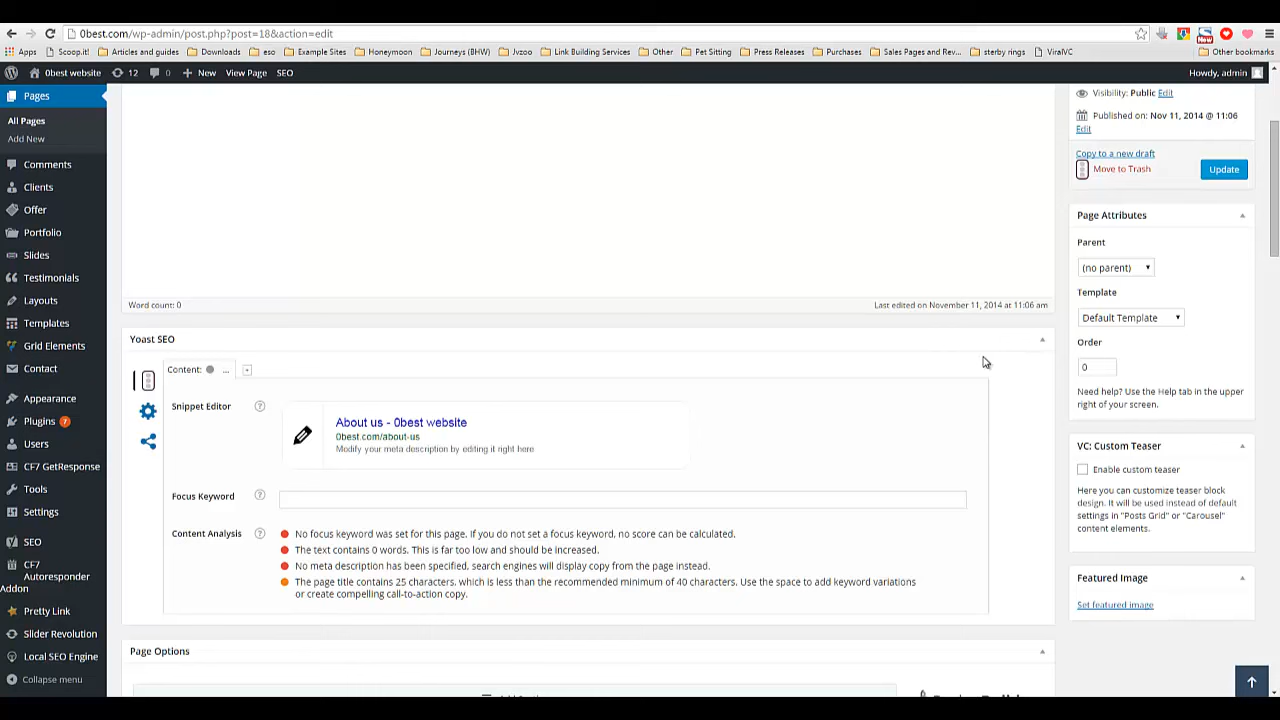 0best.com/wp-admin/post.php?post=18&action=edit
Apps Scoop.it! Articles and guides Downloads eso Example Sites Honeymoon Journeys (BHW) Jvzoo Link Building Services Other Pet Sitting Press Releases Purchases Sales Pages and Rev... sterby rings ViralVC Other bookmarks
0best website 12 0 New View Page SEO Howdy, admin
Pages
All Pages
Add New
Comments
Clients
Offer
Portfolio
Slides
Testimonials
Layouts
Templates
Grid Elements
Contact
Appearance
Plugins 7
Users
CF7 GetResponse
Tools
Settings
SEO
CF7
Autoresponder
Addon
Pretty Link
Slider Revolution
Local SEO Engine
Collapse menu
Word count: 0 Last edited on November 11, 2014 at 11:06 am
Yoast SEO
Content: ...
Snippet Editor
About us - 0best website
0best.com/about-us
Modify your meta description by editing it right here
Focus Keyword
Content Analysis
No focus keyword was set for this page. If you do not set a focus keyword, no score can be calculated.
The text contains 0 words. This is far too low and should be increased.
No meta description has been specified, search engines will display copy from the page instead.
The page title contains 25 characters, which is less than the recommended minimum of 40 characters. Use the space to add keyword variations
or create compelling call-to-action copy.
Page Options
Visibility: Public Edit
Published on: Nov 11, 2014 @ 11:06
Edit
Copy to a new draft
Move to Trash Update
Page Attributes
Parent
(no parent)
Template
Default Template
Order
0
Need help? Use the Help tab in the upper
right of your screen.
VC: Custom Teaser
Enable custom teaser
Here you can customize teaser block
design. It will be used instead of default
settings in "Posts Grid" or "Carousel"
content elements.
Featured Image
Set featured image